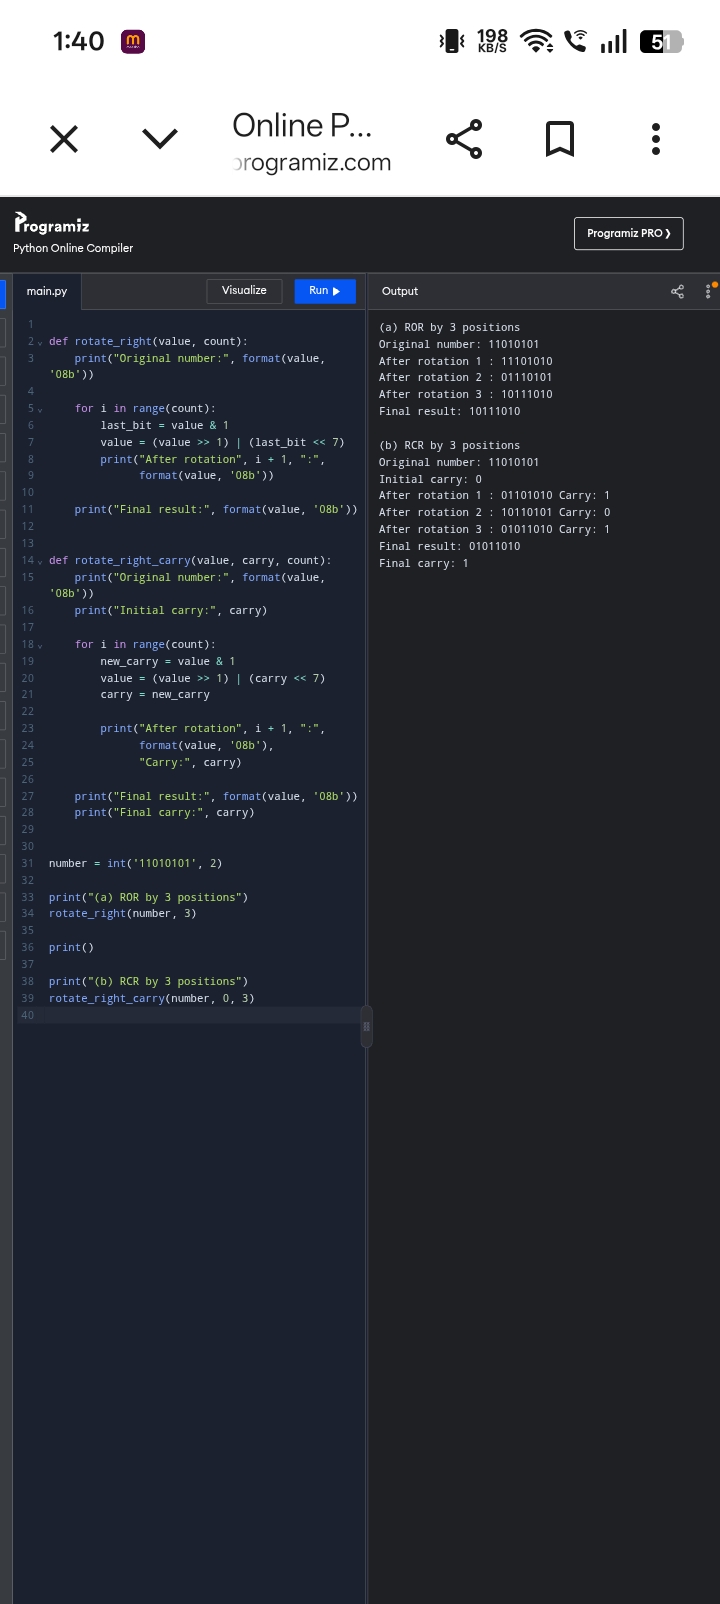 1:40
198
KB/S
51
Online P...
programiz.com
Programiz
Python Online Compiler
Programiz PRO ❯
main.py
Visualize
Run ▶
1
2 def rotate_right(value, count):
3     print("Original number:", format(value,
'08b'))
4
5     for i in range(count):
6         last_bit = value & 1
7         value = (value >> 1) | (last_bit << 7)
8         print("After rotation", i + 1, ":",
9               format(value, '08b'))
10
11     print("Final result:", format(value, '08b'))
12
13
14 def rotate_right_carry(value, carry, count):
15     print("Original number:", format(value,
'08b'))
16     print("Initial carry:", carry)
17
18     for i in range(count):
19         new_carry = value & 1
20         value = (value >> 1) | (carry << 7)
21         carry = new_carry
22
23         print("After rotation", i + 1, ":",
24               format(value, '08b'),
25               "Carry:", carry)
26
27     print("Final result:", format(value, '08b'))
28     print("Final carry:", carry)
29
30
31 number = int('11010101', 2)
32
33 print("(a) ROR by 3 positions")
34 rotate_right(number, 3)
35
36 print()
37
38 print("(b) RCR by 3 positions")
39 rotate_right_carry(number, 0, 3)
40
Output
(a) ROR by 3 positions
Original number: 11010101
After rotation 1 : 11101010
After rotation 2 : 01110101
After rotation 3 : 10111010
Final result: 10111010
(b) RCR by 3 positions
Original number: 11010101
Initial carry: 0
After rotation 1 : 01101010 Carry: 1
After rotation 2 : 10110101 Carry: 0
After rotation 3 : 01011010 Carry: 1
Final result: 01011010
Final carry: 1